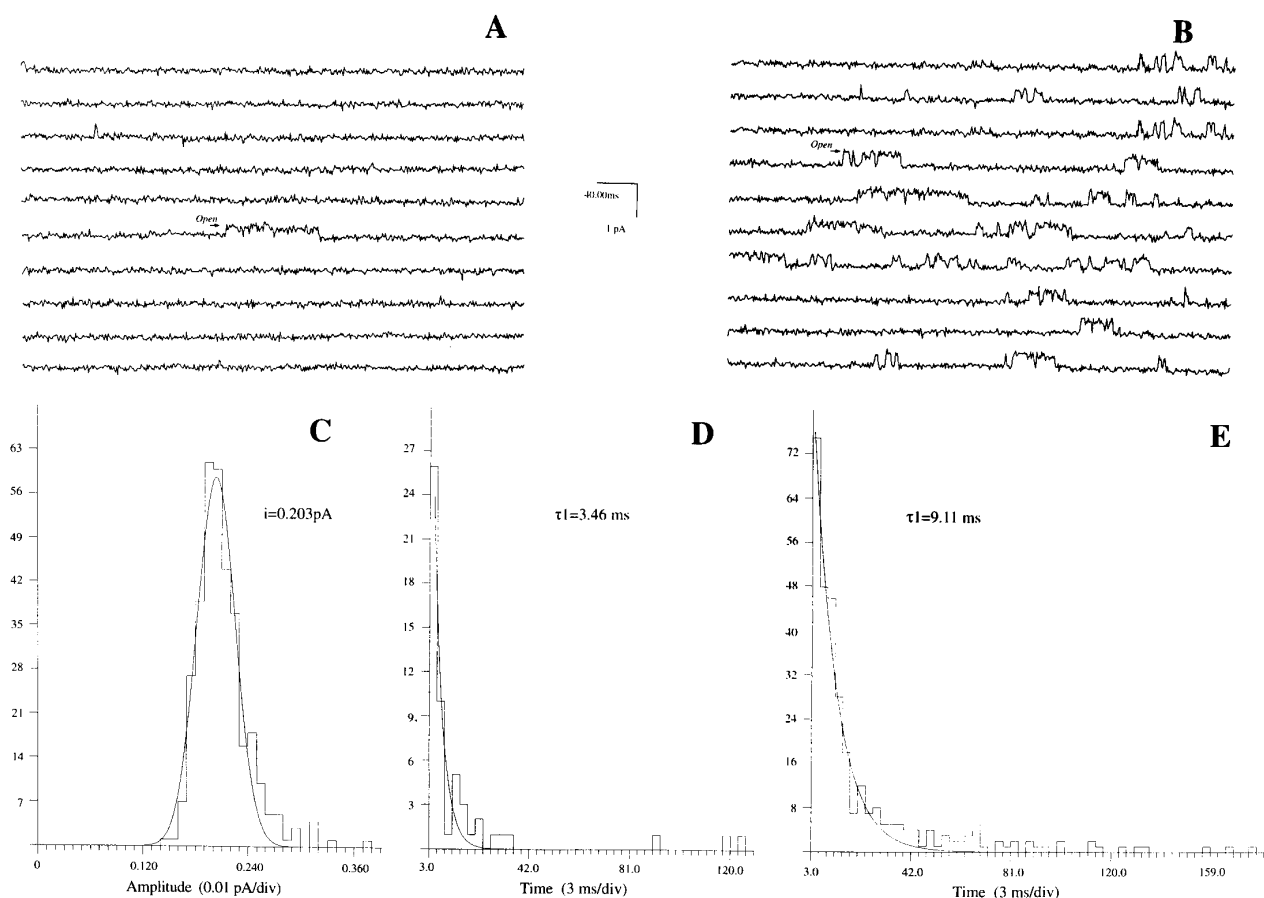 A
B
Open
Open
40.00ms
1 pA
C
D
E
i=0.203pA
τ1=3.46 ms
τ1=9.11 ms
63
56
49
42
35
28
21
14
7
0
0.120
0.240
0.360
Amplitude (0.01 pA/div)
27
24
21
18
15
12
9.
6
3
3.0
42.0
81.0
120.0
Time (3 ms/div)
72
64
56
48
40
32
24
16
8
3.0
42.0
81.0
120.0
159.0
Time (3 ms/div)